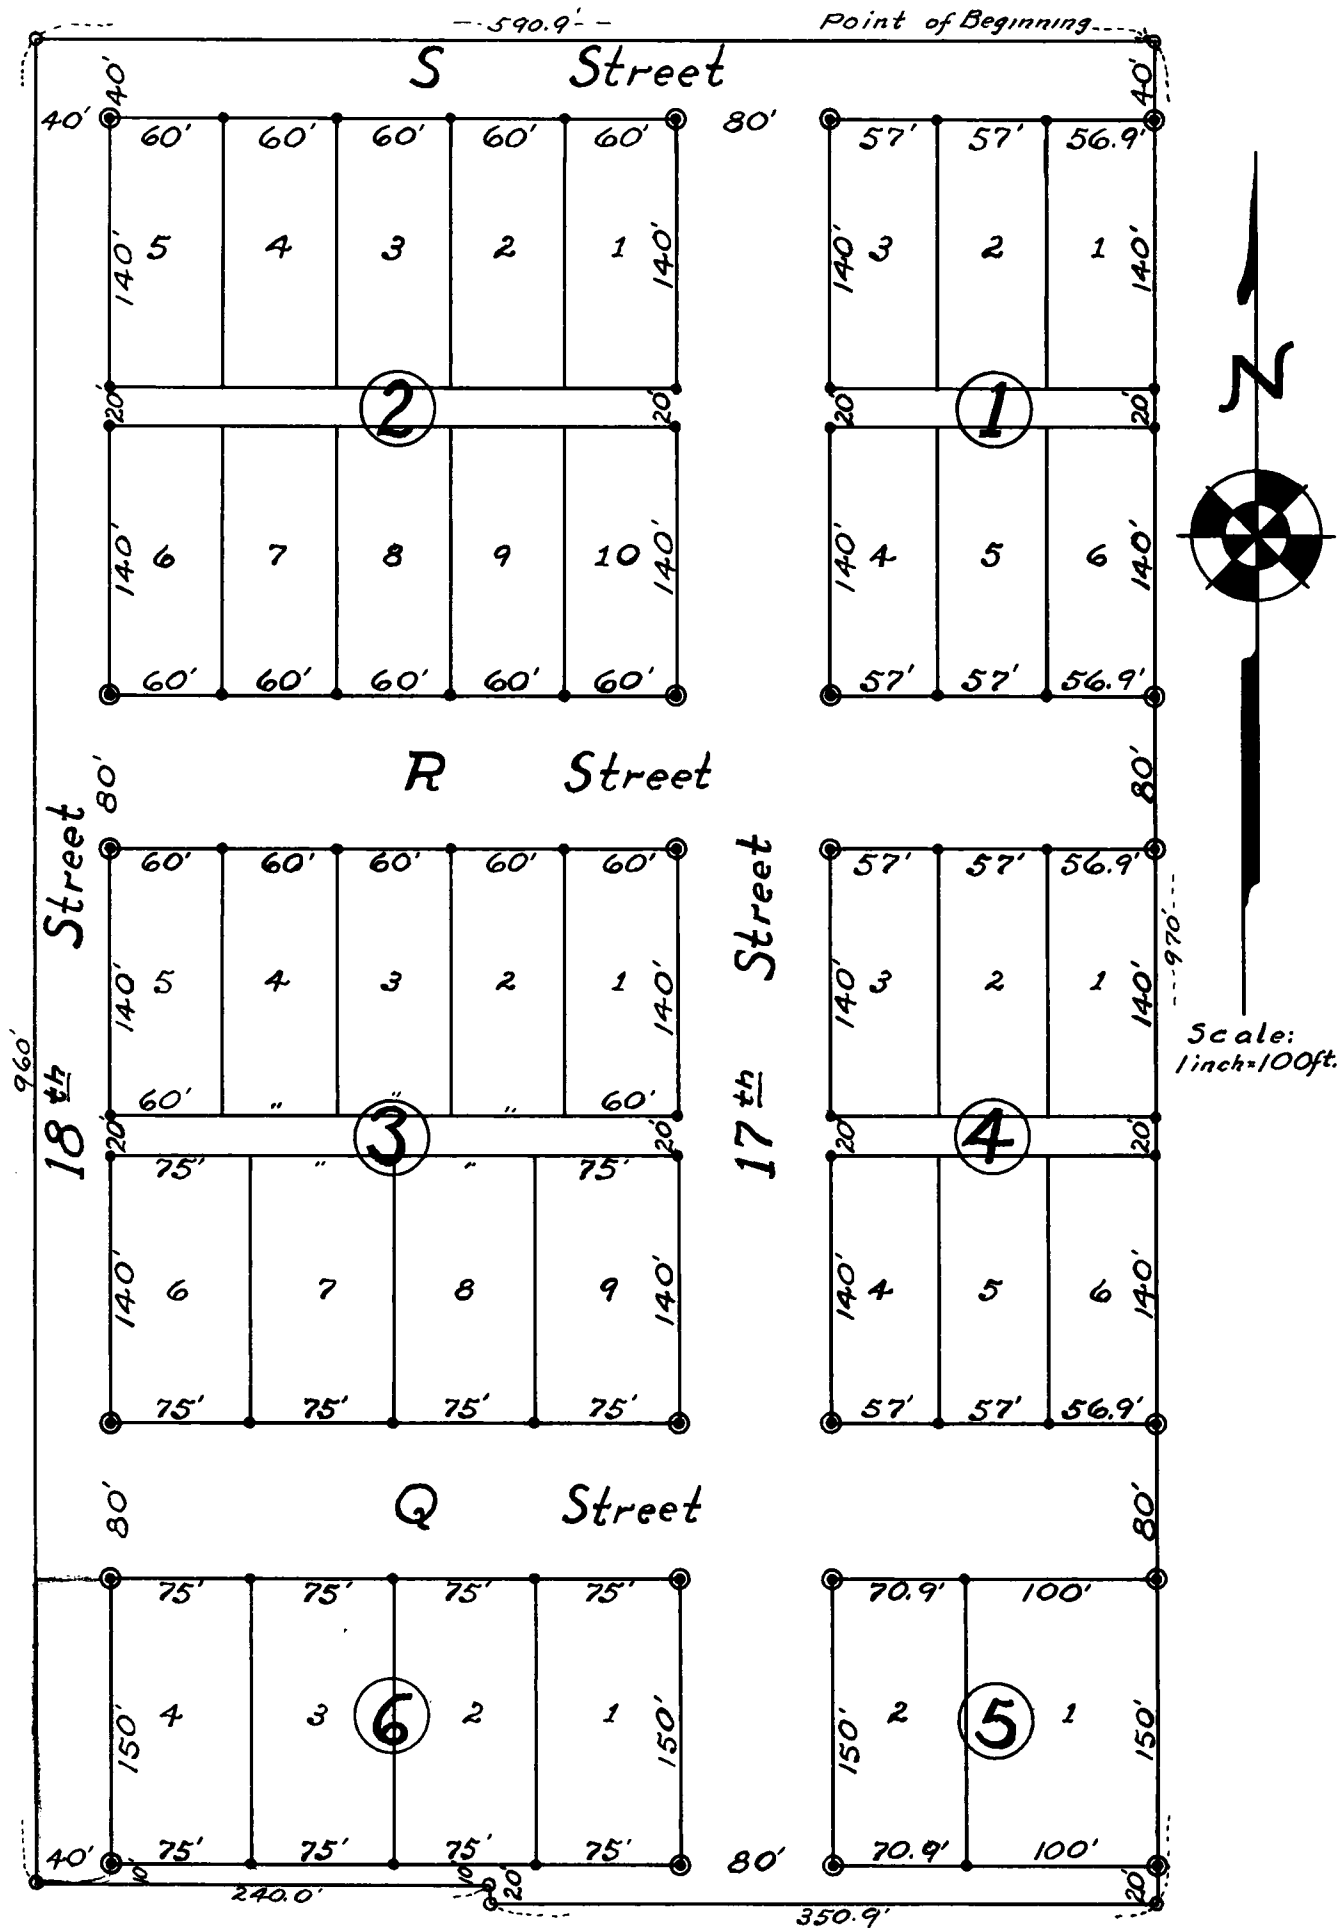 590.9'
Point of Beginning
S Street
40'
40'
40'
60' 60' 60' 60' 60'
80'
57' 57' 56.9'
140'
5 4 3 2 1
140'
140'
3 2 1
140'
20'
2
20'
20'
1
20'
N
140'
6 7 8 9 10
140'
140'
4 5 6
140'
60' 60' 60' 60' 60'
57' 57' 56.9'
80'
R Street
80'
60' 60' 60' 60' 60'
57' 57' 56.9'
18th Street
17th Street
970'
960'
140'
5 4 3 2 1
140'
140'
3 2 1
140'
Scale:
1 inch=100ft.
60' " " " 60'
20'
3
20'
20'
4
20'
75' " " 75'
140'
6 7 8 9
140'
140'
4 5 6
140'
75' 75' 75' 75'
57' 57' 56.9'
80'
Q Street
80'
75' 75' 75' 75'
70.9' 100'
150'
4 3 6 2 1
150'
150'
2 5 1
150'
40'
75' 75' 75' 75'
80'
70.9' 100'
10'
10'
20'
20'
240.0'
350.9'